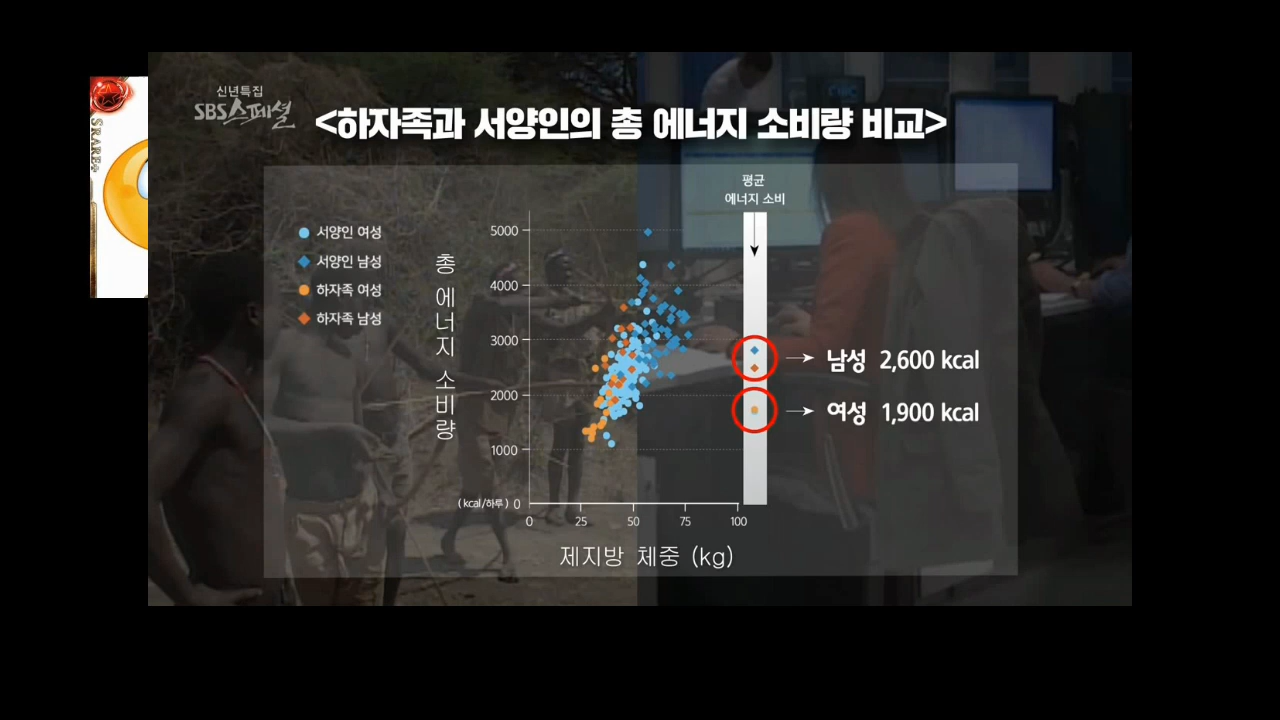 신년특집
SBS 스페셜
<하자족과 서양인의 총 에너지 소비량 비교>
SRARE+
평균
에너지 소비
서양인 여성
서양인 남성
하자족 여성
하자족 남성
총 에너지 소비량
5000
4000
3000
2000
1000
(kcal/하루) 0
남성 2,600 kcal
여성 1,900 kcal
0 25 50 75 100
제지방 체중 (kg)